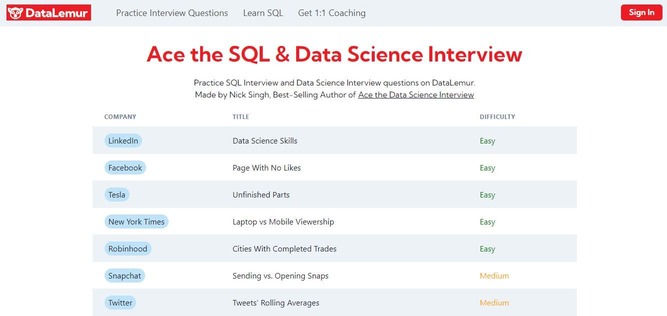 DataLemur Practice Interview Questions Learn SQL Get 1:1 Coaching Sign In
Ace the SQL & Data Science Interview
Practice SQL Interview and Data Science Interview questions on DataLemur.
Made by Nick Singh, Best-Selling Author of Ace the Data Science Interview
COMPANY TITLE DIFFICULTY
LinkedIn Data Science Skills Easy
Facebook Page With No Likes Easy
Tesla Unfinished Parts Easy
New York Times Laptop vs Mobile Viewership Easy
Robinhood Cities With Completed Trades Easy
Snapchat Sending vs. Opening Snaps Medium
Twitter Tweets' Rolling Averages Medium